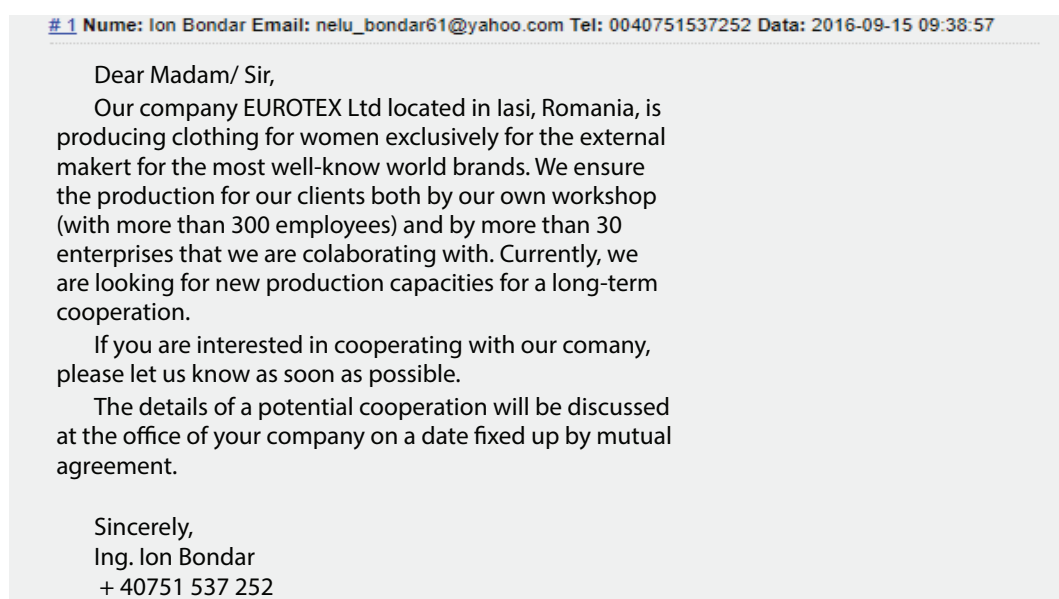 # 1 Nume: Ion Bondar Email: nelu_bondar61@yahoo.com Tel: 0040751537252 Data: 2016-09-15 09:38:57
Dear Madam/ Sir,
Our company EUROTEX Ltd located in Iasi, Romania, is
producing clothing for women exclusively for the external
makert for the most well-know world brands. We ensure
the production for our clients both by our own workshop
(with more than 300 employees) and by more than 30
enterprises that we are colaborating with. Currently, we
are looking for new production capacities for a long-term
cooperation.
If you are interested in cooperating with our comany,
please let us know as soon as possible.
The details of a potential cooperation will be discussed
at the office of your company on a date fixed up by mutual
agreement.
Sincerely,
Ing. Ion Bondar
+ 40751 537 252